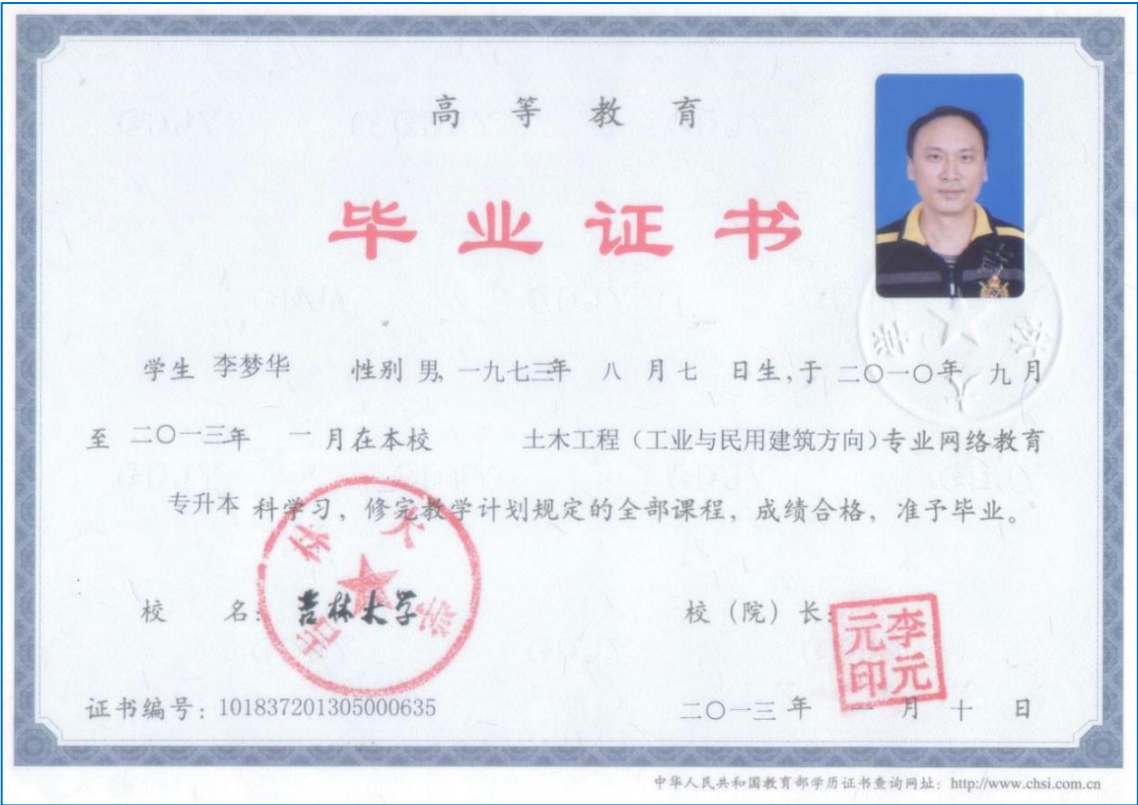 高等教育
毕业证书
学生 李梦华 性别 男, 一九七三年 八 月 七 日生, 于 二〇一〇年 九 月
至 二〇一三年 一 月在本校 土木工程（工业与民用建筑方向）专业网络教育
专升本 科学习，修完教学计划规定的全部课程，成绩合格，准予毕业。
校 名： 吉林大学 校（院）长：
吉林大学
李元元印
证书编号：101837201305000635 二〇一三 年 一 月 十 日
中华人民共和国教育部学历证书查询网址：http://www.chsi.com.cn